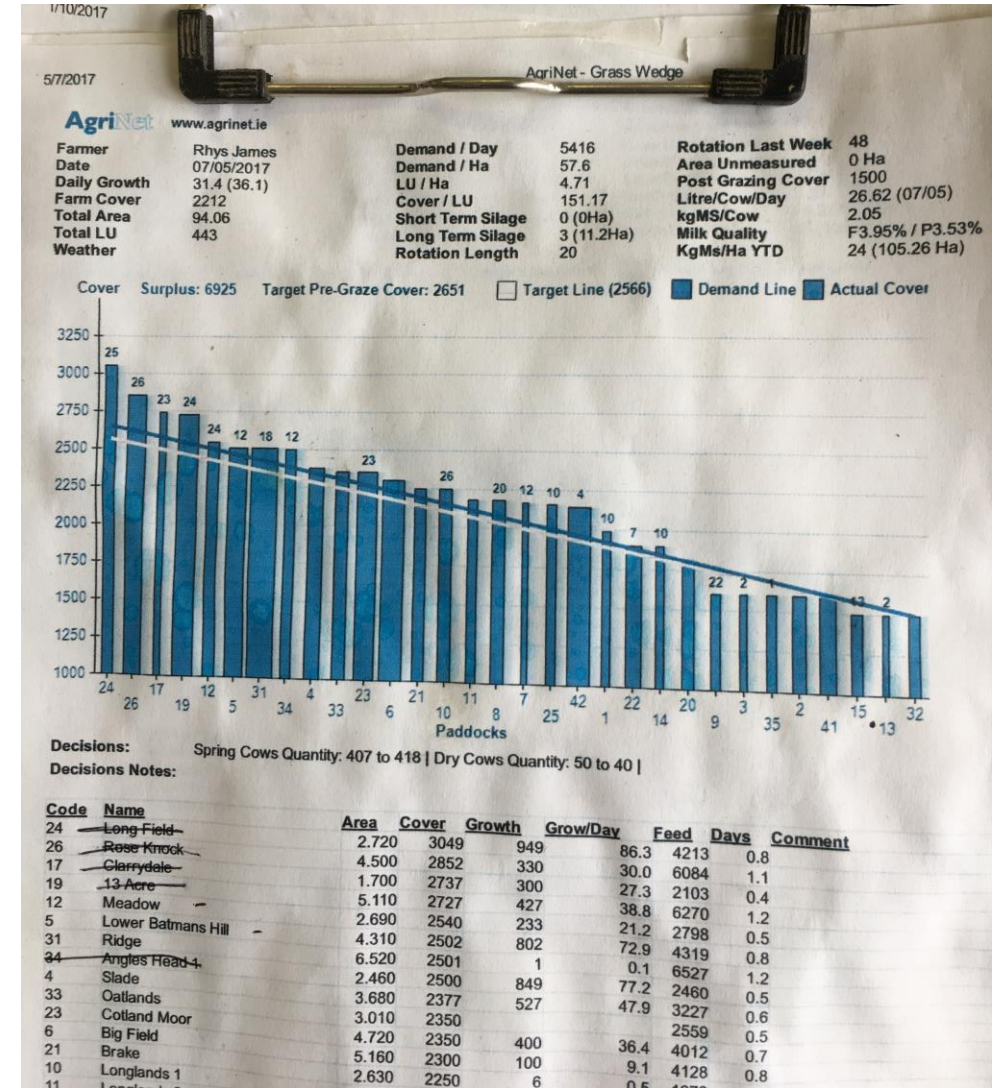 1/10/2017
5/7/2017 AgriNet - Grass Wedge
AgriNet www.agrinet.ie
Farmer Rhys James Demand / Day 5416 Rotation Last Week 48
Date 07/05/2017 Demand / Ha 57.6 Area Unmeasured 0 Ha
Daily Growth 31.4 (36.1) LU / Ha 4.71 Post Grazing Cover 1500
Farm Cover 2212 Cover / LU 151.17 Litre/Cow/Day 26.62 (07/05)
Total Area 94.06 Short Term Silage 0 (0Ha) kgMS/Cow 2.05
Total LU 443 Long Term Silage 3 (11.2Ha) Milk Quality F3.95% / P3.53%
Weather Rotation Length 20 KgMs/Ha YTD 24 (105.26 Ha)
Cover Surplus: 6925 Target Pre-Graze Cover: 2651 Target Line (2566) Demand Line Actual Cover
3250
3000
2750
2500
2250
2000
1750
1500
1250
1000
25 26 23 24 24 12 18 12 23 26 20 12 10 4 10 7 10 22 2 1 13 2
24 26 17 19 12 5 31 34 4 33 23 6 21 10 11 8 7 25 42 1 22 14 20 9 3 35 2 41 15 13 32
Paddocks
Decisions: Spring Cows Quantity: 407 to 418 | Dry Cows Quantity: 50 to 40 |
Decisions Notes:
Code Name Area Cover Growth Grow/Day Feed Days Comment
24 Long Field 2.720 3049 949 86.3 4213 0.8
26 Rose Knock 4.500 2852 330 30.0 6084 1.1
17 Clarrydale 1.700 2737 300 27.3 2103 0.4
19 13 Acre 5.110 2727 427 38.8 6270 1.2
12 Meadow 2.690 2540 233 21.2 2798 0.5
5 Lower Batmans Hill 4.310 2502 802 72.9 4319 0.8
31 Ridge 6.520 2501 1 0.1 6527 1.2
34 Angles Head 1 2.460 2500 849 77.2 2460 0.5
4 Slade 3.680 2377 527 47.9 3227 0.6
33 Oatlands 3.010 2350 2559 0.5
23 Cotland Moor 4.720 2350 400 36.4 4012 0.7
6 Big Field 5.160 2300 100 9.1 4128 0.8
21 Brake 2.630 2250 6 0.5
10 Longlands 1
11